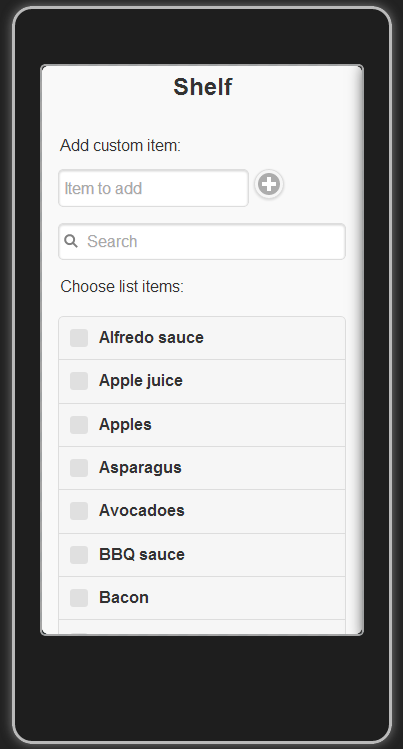 Shelf
Add custom item:
Item to add
Search
Choose list items:
Alfredo sauce
Apple juice
Apples
Asparagus
Avocadoes
BBQ sauce
Bacon